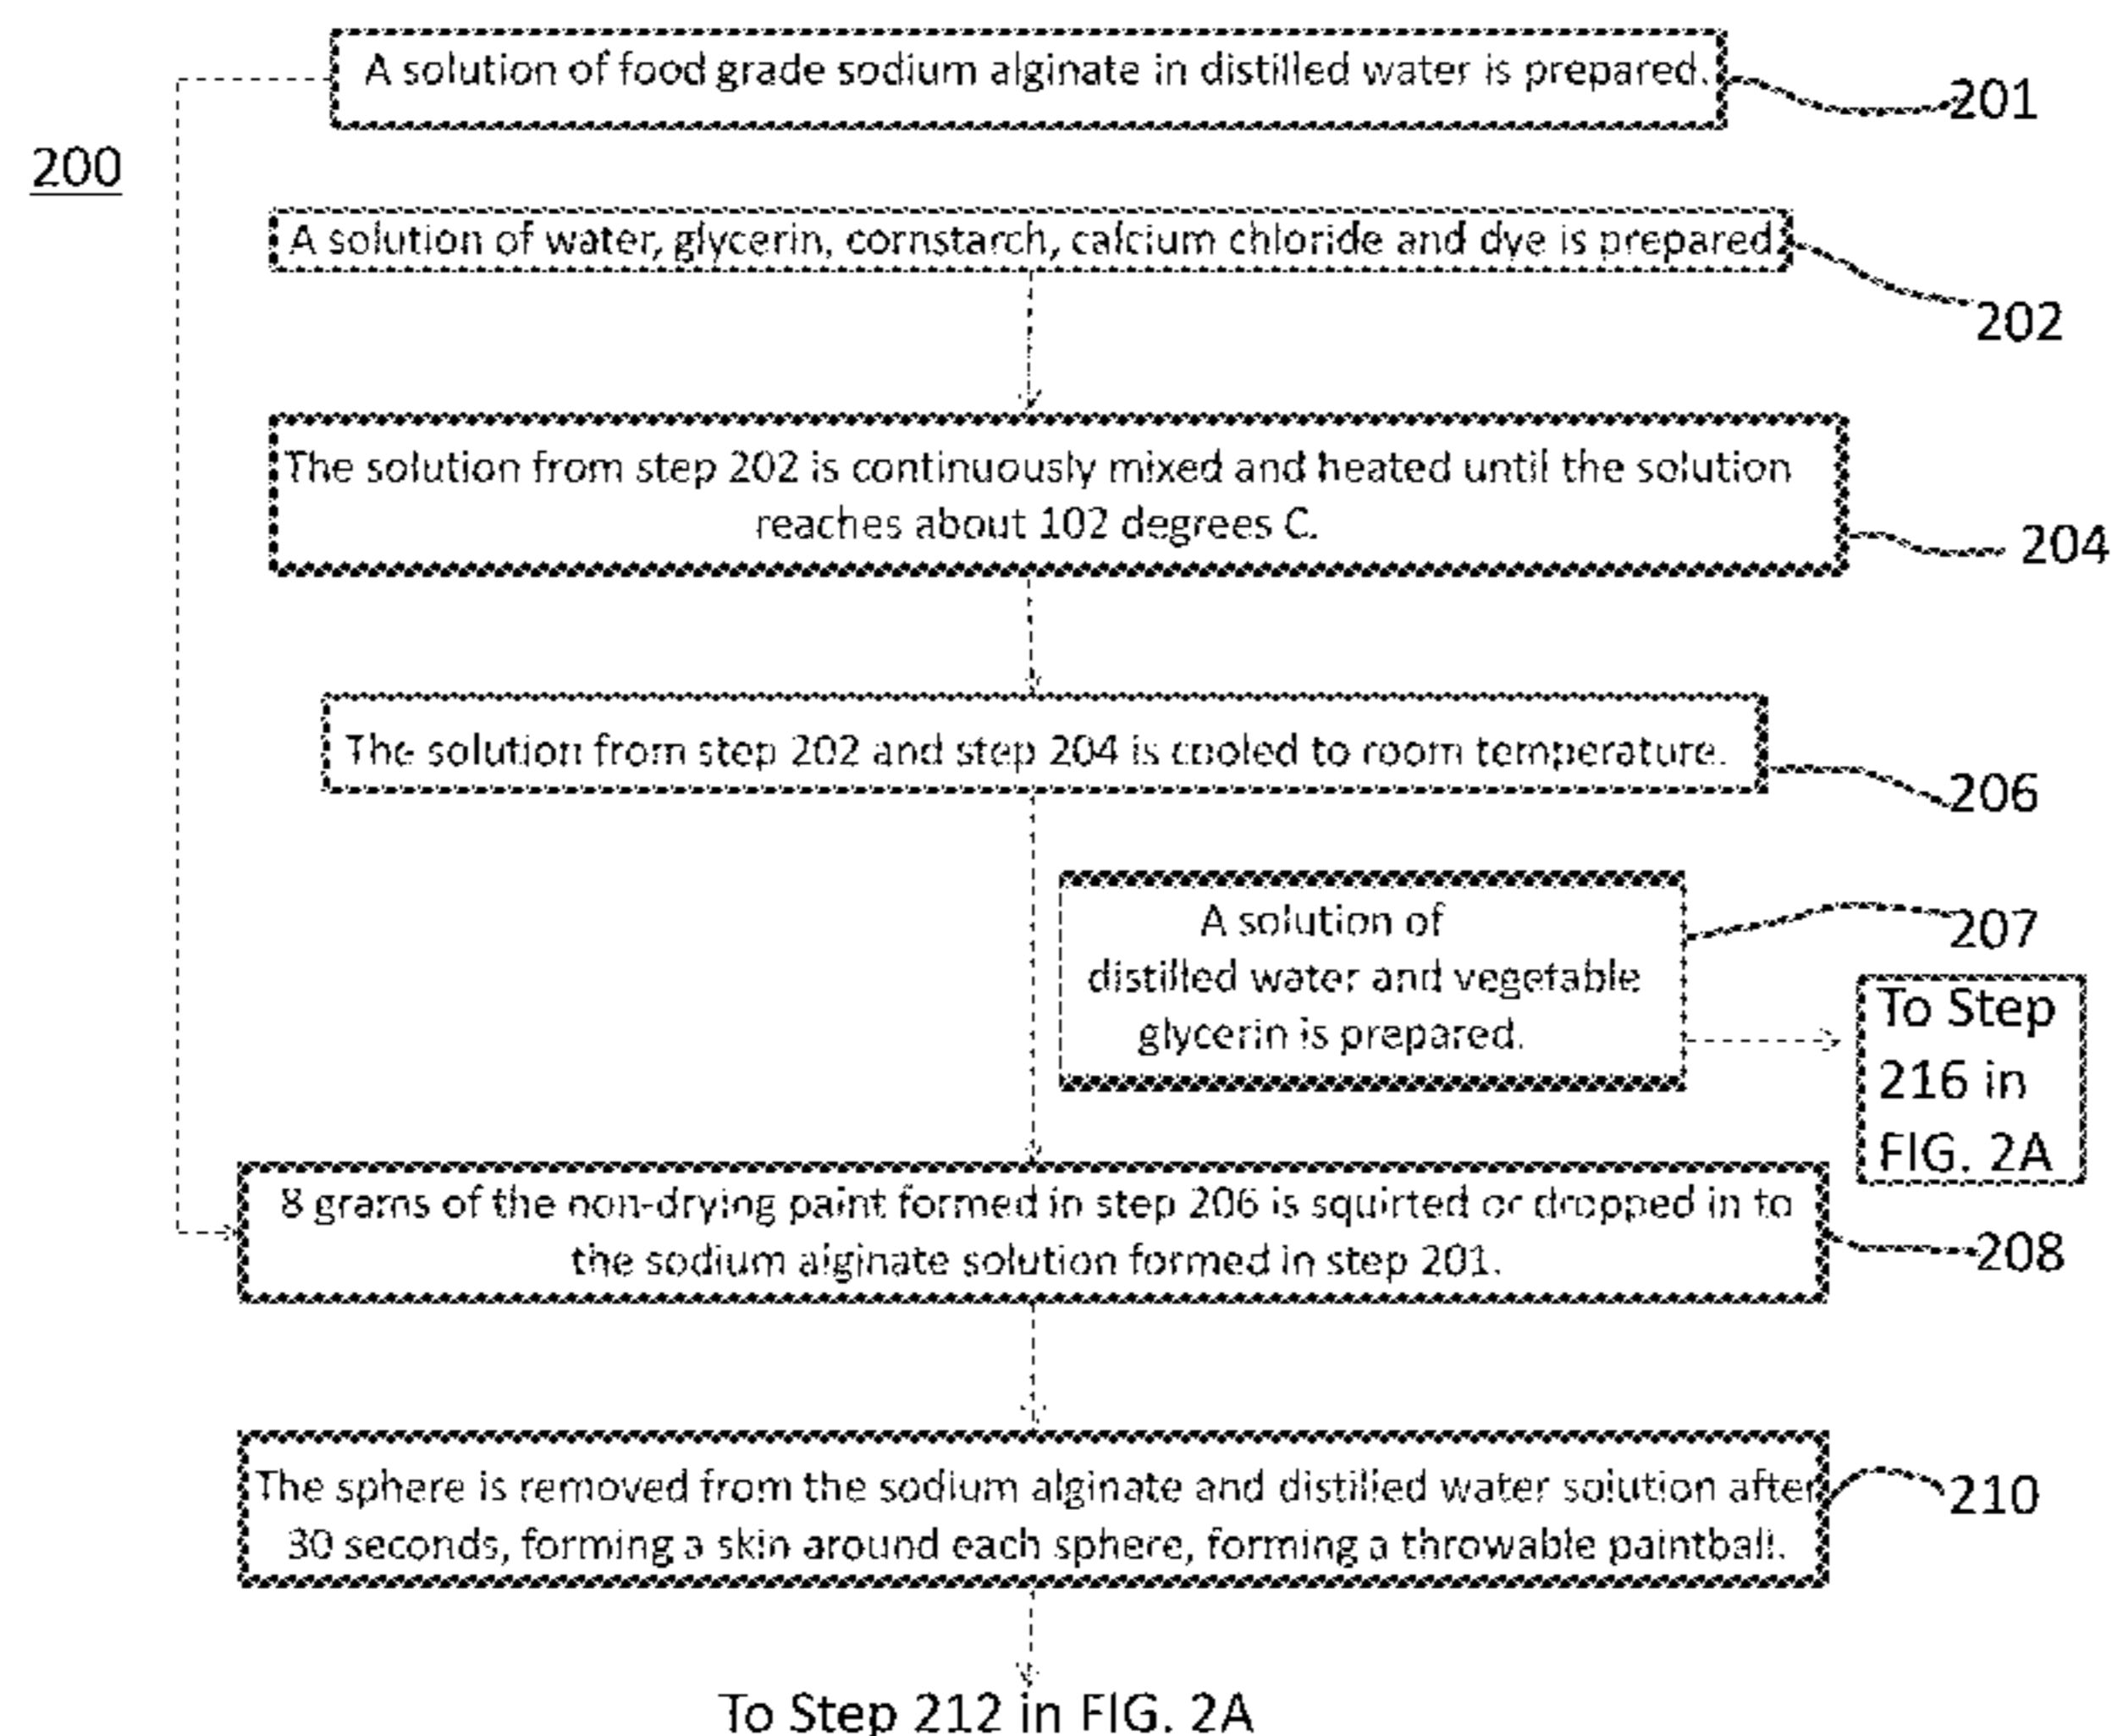 A solution of food grade sodium alginate in distilled water is prepared.
201
200
A solution of water, glycerin, cornstarch, calcium chloride and dye is prepared.
202
The solution from step 202 is continuously mixed and heated until the solution
reaches about 102 degrees C.
204
The solution from step 202 and step 204 is cooled to room temperature.
206
A solution of
distilled water and vegetable
glycerin is prepared.
207
To Step
216 in
FIG. 2A
8 grams of the non-drying paint formed in step 206 is squirted or dropped in to
the sodium alginate solution formed in step 201.
208
The sphere is removed from the sodium alginate and distilled water solution after
30 seconds, forming a skin around each sphere, forming a throwable paintball.
210
To Step 212 in FIG. 2A